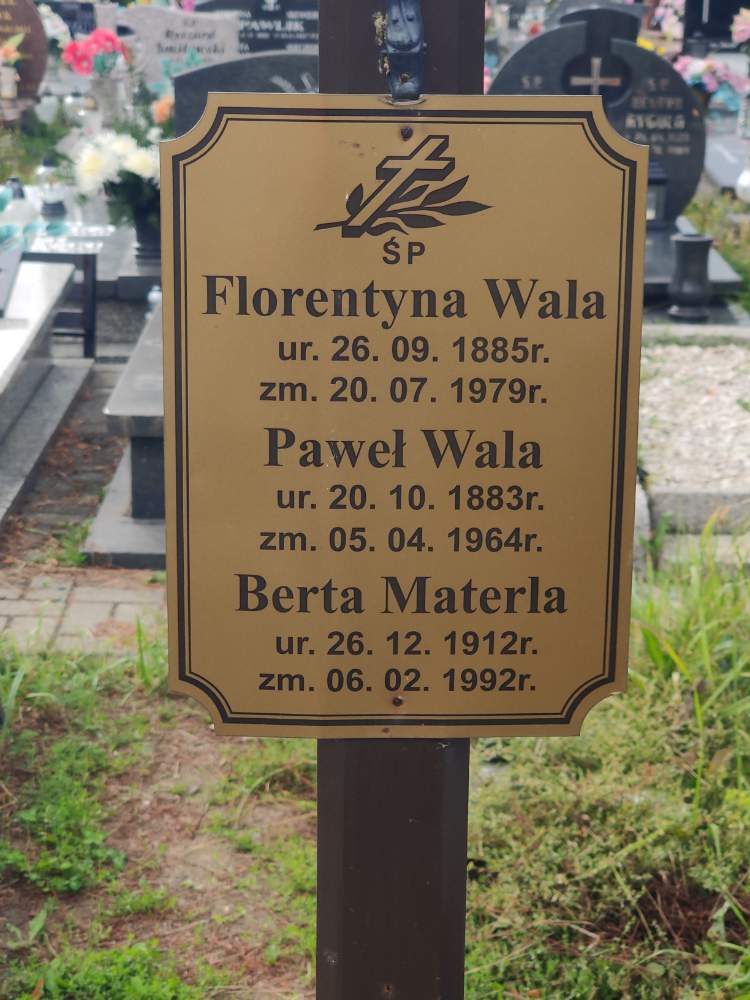 ŚP
Florentyna Wala
ur. 26. 09. 1885r.
zm. 20. 07. 1979r.
Paweł Wala
ur. 20. 10. 1883r.
zm. 05. 04. 1964r.
Berta Materla
ur. 26. 12. 1912r.
zm. 06. 02. 1992r.